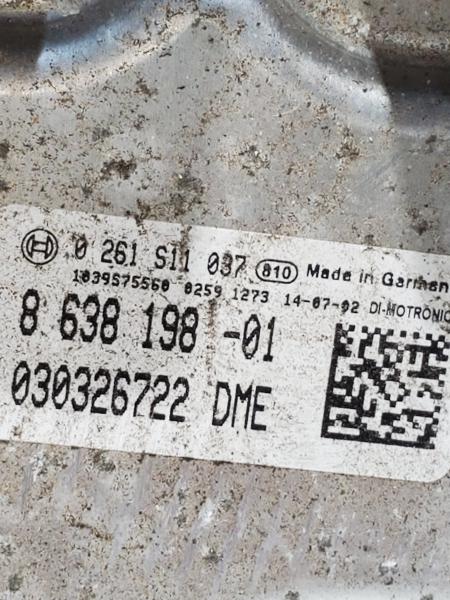 0 261 S11 037 810 Made in German
1039S75560 0259 1273 14-07-02 DI-MOTRONIC
8 638 198 -01
030326722 DME